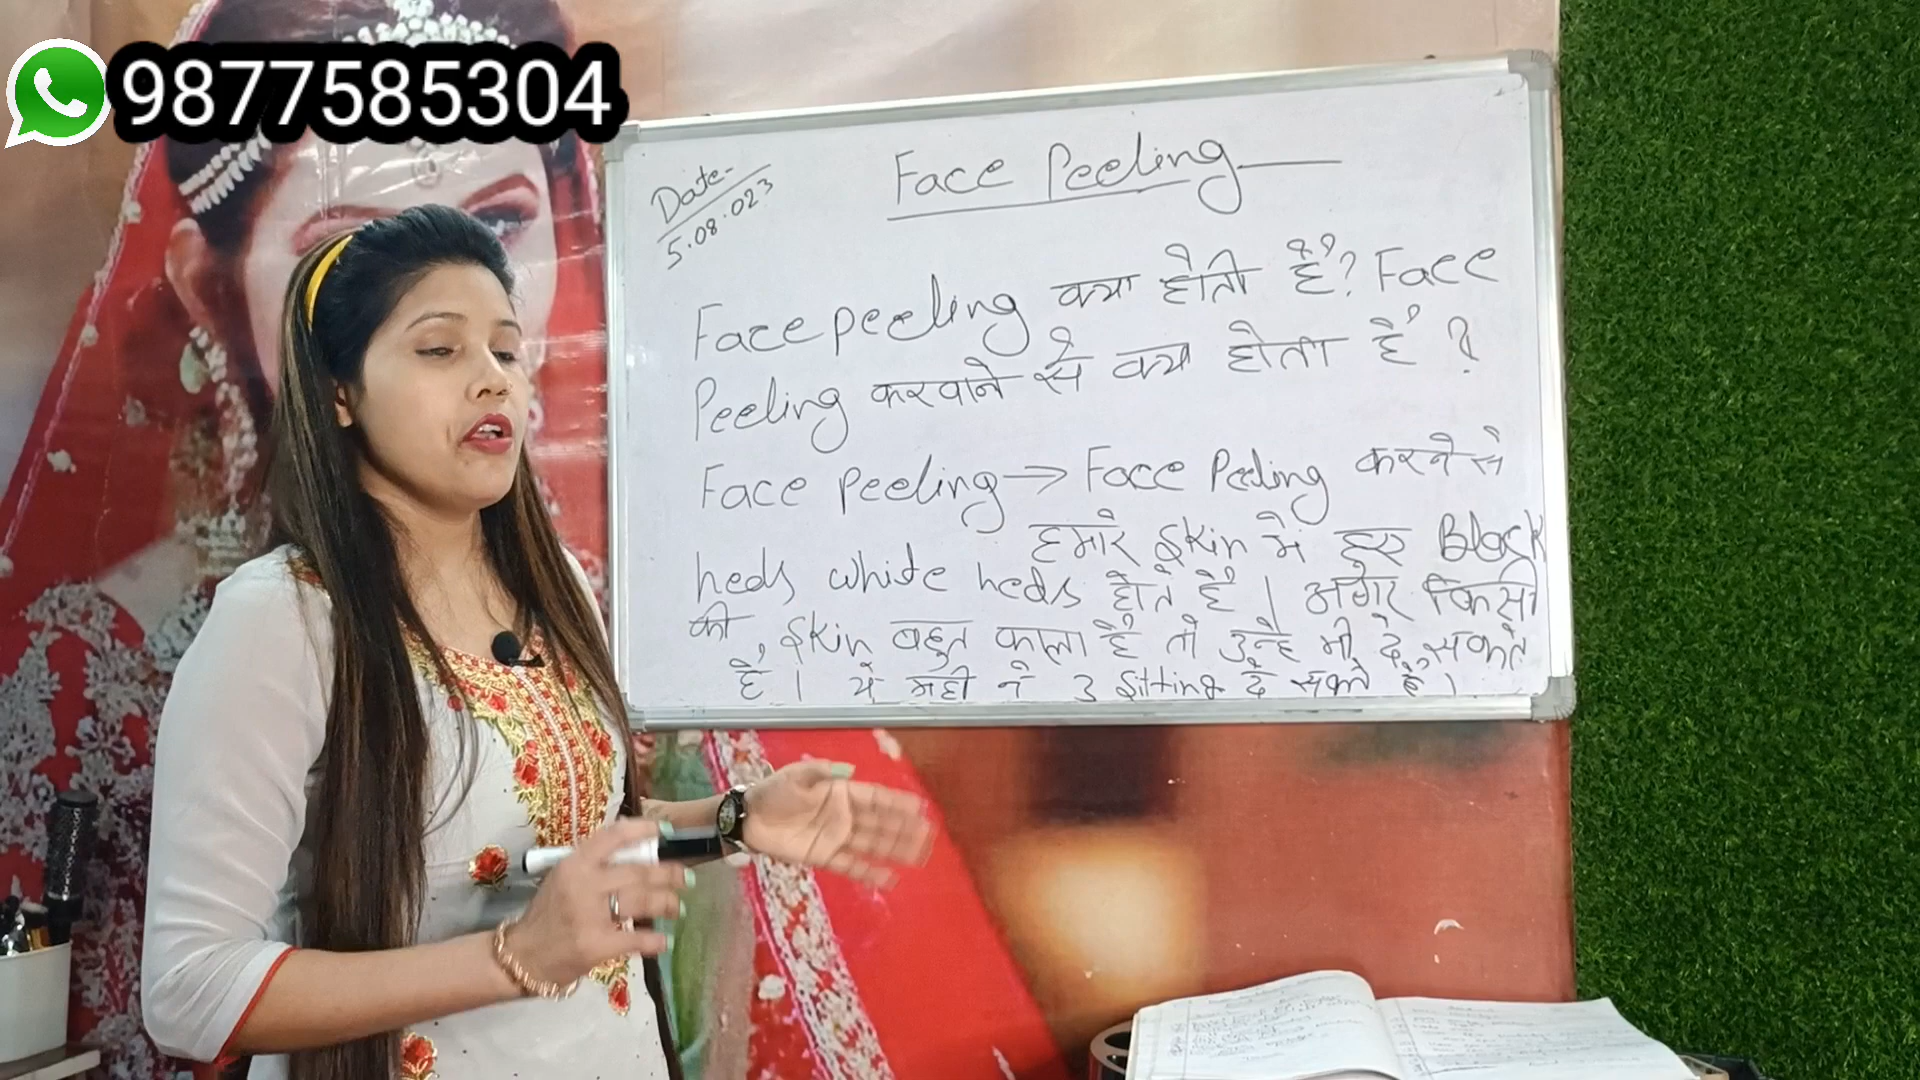 9877585304
Date-
5.08.023
Face Peeling
Face peeling क्या होती है? Face
Peeling करवाने से क्या होता है ?
Face Peeling → Face Peeling करने से
हमारे Skin मे हुए Black
heds white heds होते है । अगर किसी
की Skin बहुत काला है तो उन्हे भी दे सकते
है । ये मही ने 3 Sitting दे सकते है ।